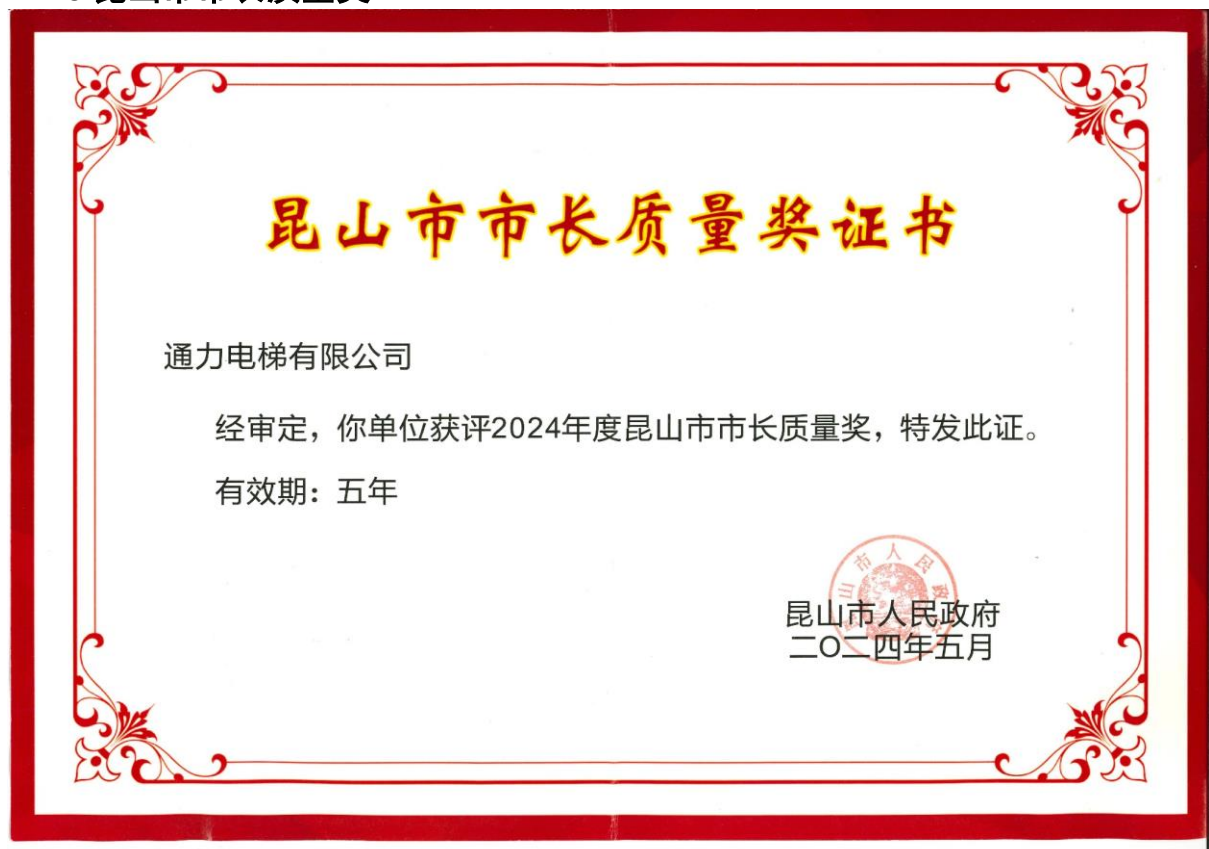 昆山市市长质量奖证书
通力电梯有限公司
经审定，你单位获评2024年度昆山市市长质量奖，特发此证。
有效期：五年
昆山市人民政府
二〇二四年五月